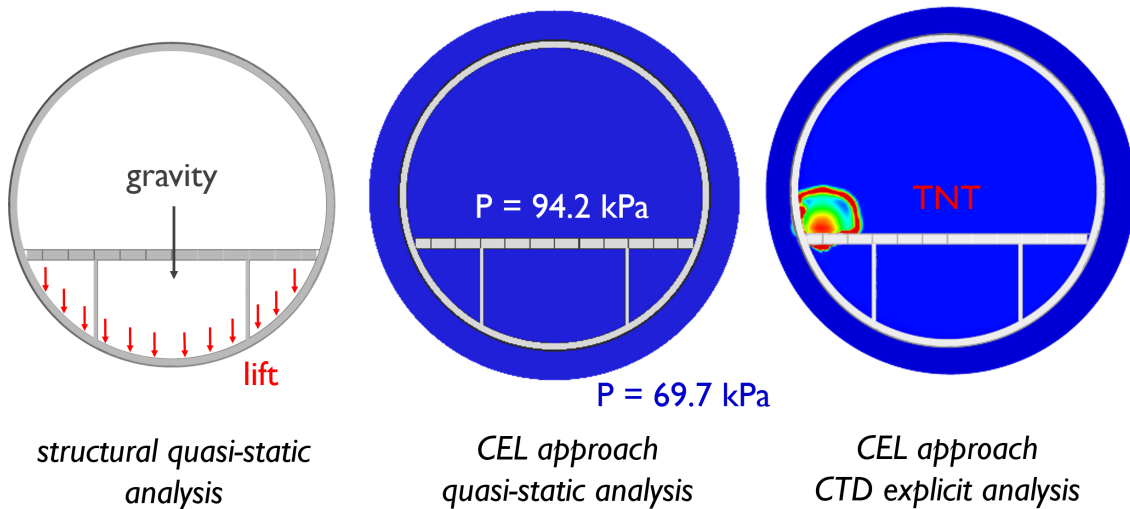 gravity
lift
structural quasi-static
analysis
P = 94.2 kPa
P = 69.7 kPa
CEL approach
quasi-static analysis
TNT
CEL approach
CTD explicit analysis